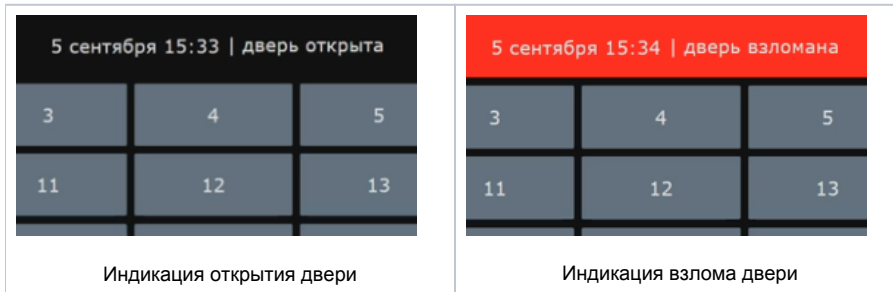 5 сентября 15:33 | дверь открыта
3 4 5
11 12 13
Индикация открытия двери
5 сентября 15:34 | дверь взломана
3 4 5
11 12 13
Индикация взлома двери